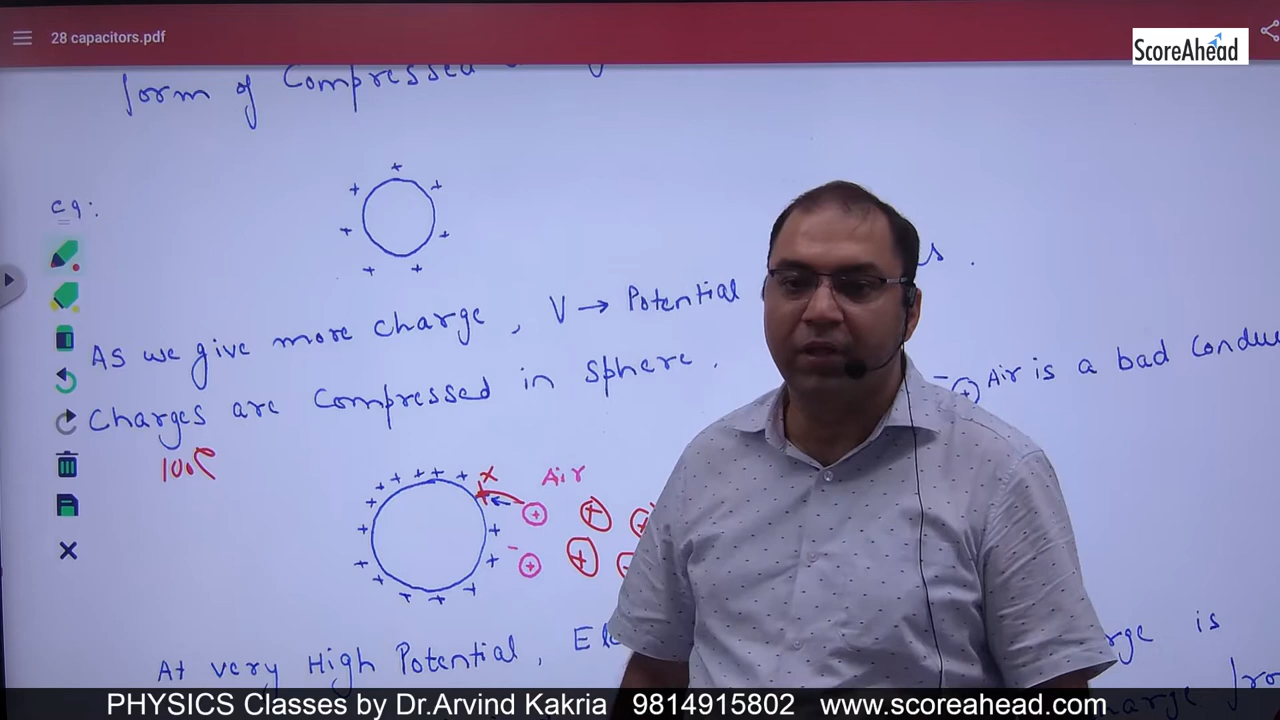 28 capacitors.pdf
ScoreAhead
form of Compressed
eg:
As we give more charge, V → Potential
Charges are compressed in sphere.
Air is a bad
100C
Air
At very High Potential,
is
PHYSICS Classes by Dr.Arvind Kakria 9814915802 www.scoreahead.com